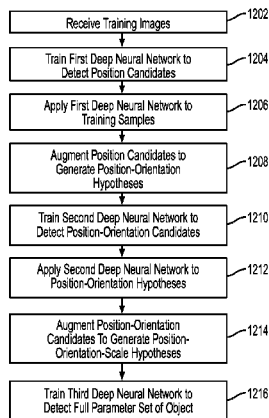 Receive Training Images
1202
Train First Deep Neural Network to
Detect Position Candidates
1204
Apply First Deep Neural Network to
Training Samples
1206
Augment Position Candidates to
Generate Position-Orientation
Hypotheses
1208
Train Second Deep Neural Network to
Detect Position-Orientation Candidates
1210
Apply Second Deep Neural Network to
Position-Orientation Hypotheses
1212
Augment Position-Orientation
Candidates To Generate Position-
Orientation-Scale Hypotheses
1214
Train Third Deep Neural Network to
Detect Full Parameter Set of Object
1216